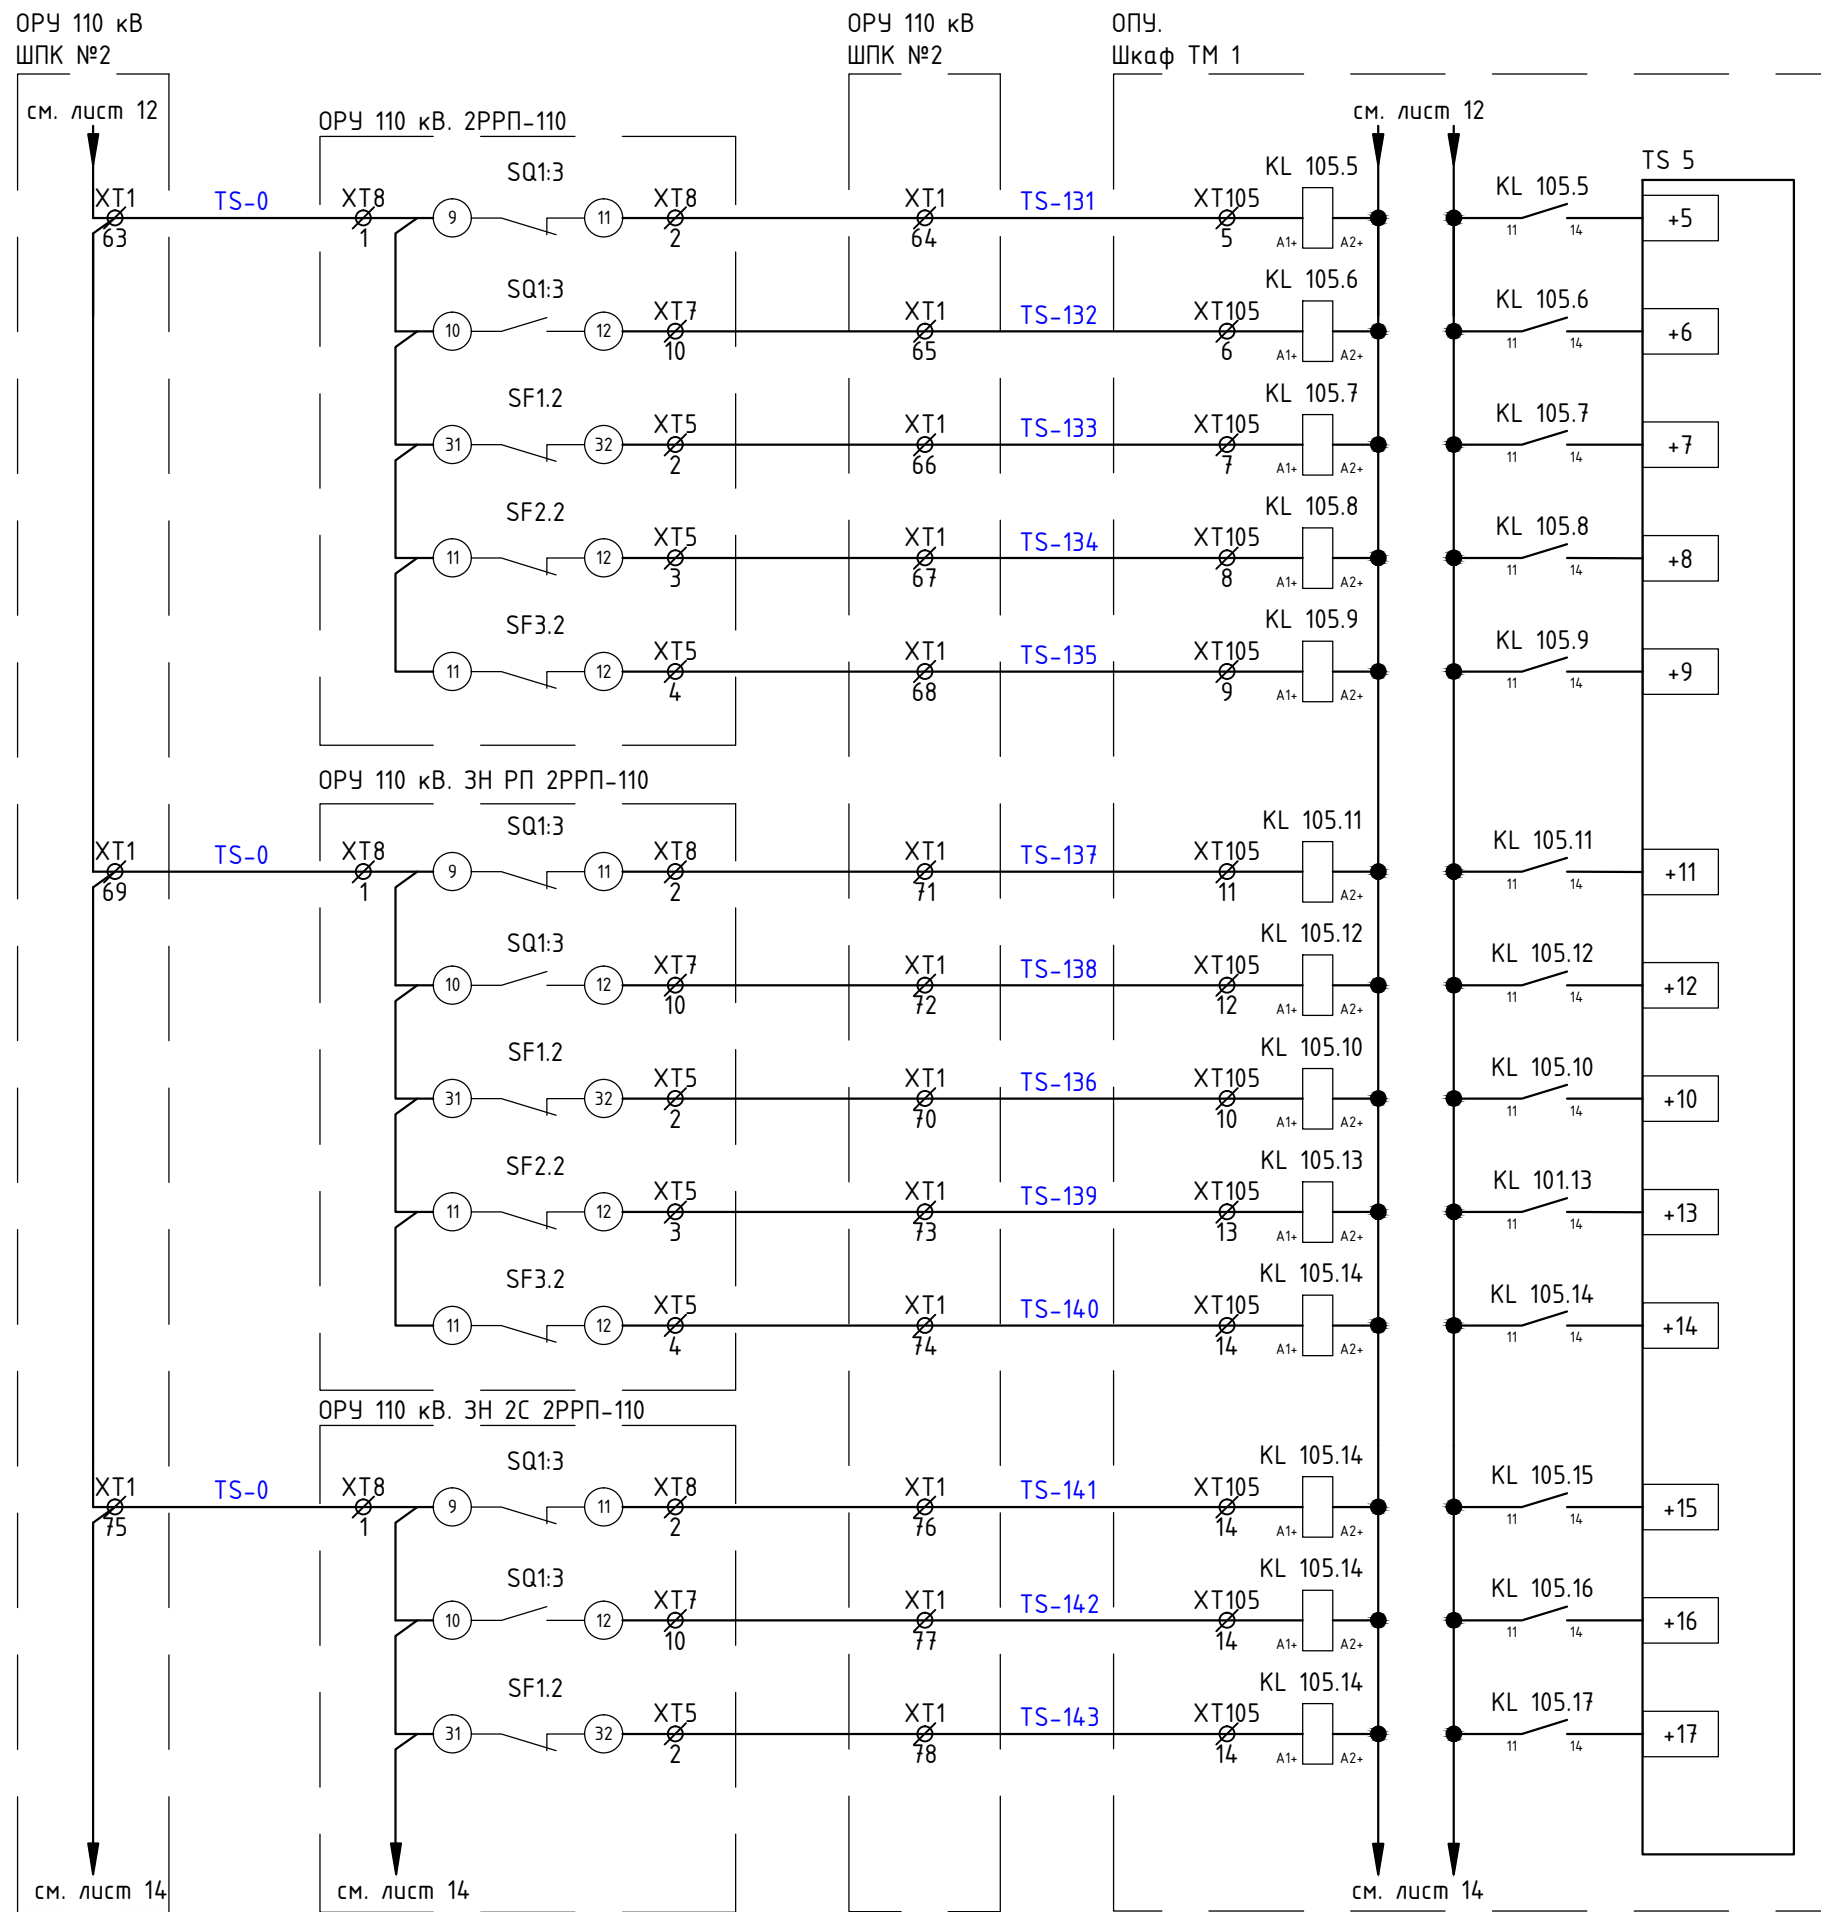 ОРУ 110 кВ
ШПК №2
ОРУ 110 кВ
ШПК №2
ОПУ.
Шкаф ТМ 1
см. лист 12
ОРУ 110 кВ. 2РРП-110
см. лист 12
TS 5
XT1 63 TS-0 XT8 1 9 SQ1:3 11 XT8 2 XT1 64 TS-131 XT105 5 KL 105.5 A1+ A2+ KL 105.5 11 14 +5
10 SQ1:3 12 XT7 10 XT1 65 TS-132 XT105 6 KL 105.6 A1+ A2+ KL 105.6 11 14 +6
31 SF1.2 32 XT5 2 XT1 66 TS-133 XT105 7 KL 105.7 A1+ A2+ KL 105.7 11 14 +7
11 SF2.2 12 XT5 3 XT1 67 TS-134 XT105 8 KL 105.8 A1+ A2+ KL 105.8 11 14 +8
11 SF3.2 12 XT5 4 XT1 68 TS-135 XT105 9 KL 105.9 A1+ A2+ KL 105.9 11 14 +9
ОРУ 110 кВ. ЗН РП 2РРП-110
XT1 69 TS-0 XT8 1 9 SQ1:3 11 XT8 2 XT1 71 TS-137 XT105 11 KL 105.11 A1+ A2+ KL 105.11 11 14 +11
10 SQ1:3 12 XT7 10 XT1 72 TS-138 XT105 12 KL 105.12 A1+ A2+ KL 105.12 11 14 +12
31 SF1.2 32 XT5 2 XT1 70 TS-136 XT105 10 KL 105.10 A1+ A2+ KL 105.10 11 14 +10
11 SF2.2 12 XT5 3 XT1 73 TS-139 XT105 13 KL 105.13 A1+ A2+ KL 101.13 11 14 +13
11 SF3.2 12 XT5 4 XT1 74 TS-140 XT105 14 KL 105.14 A1+ A2+ KL 105.14 11 14 +14
ОРУ 110 кВ. ЗН 2С 2РРП-110
XT1 75 TS-0 XT8 1 9 SQ1:3 11 XT8 2 XT1 76 TS-141 XT105 14 KL 105.14 A1+ A2+ KL 105.15 11 14 +15
10 SQ1:3 12 XT7 10 XT1 77 TS-142 XT105 14 KL 105.14 A1+ A2+ KL 105.16 11 14 +16
31 SF1.2 32 XT5 2 XT1 78 TS-143 XT105 14 KL 105.14 A1+ A2+ KL 105.17 11 14 +17
см. лист 14
см. лист 14
см. лист 14